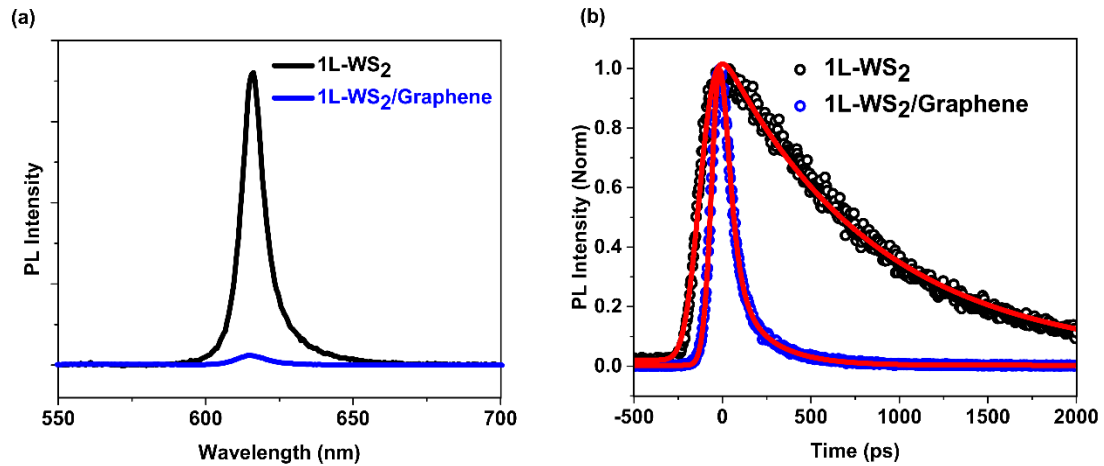 (a)
1L-WS2
1L-WS2/Graphene
PL Intensity
550
600
650
700
Wavelength (nm)
(b)
1L-WS2
1L-WS2/Graphene
PL Intensity (Norm)
1.0
0.8
0.6
0.4
0.2
0.0
-500
0
500
1000
1500
2000
Time (ps)